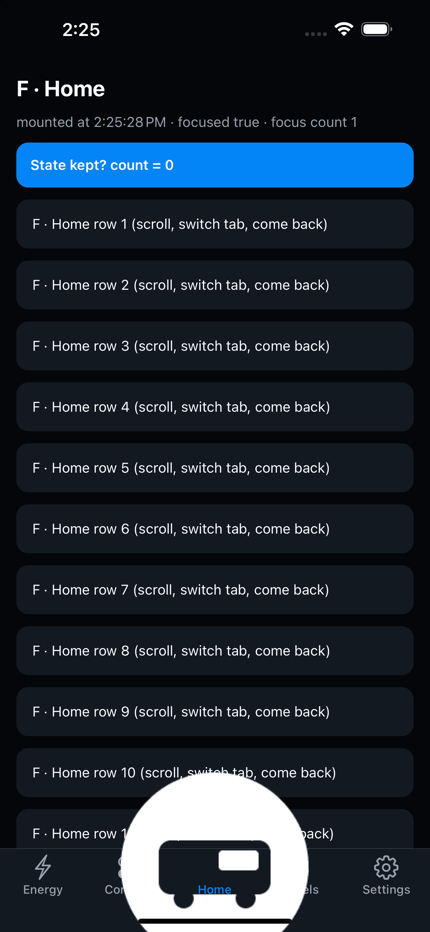 2:25
F · Home
mounted at 2:25:28 PM · focused true · focus count 1
State kept? count = 0
F · Home row 1 (scroll, switch tab, come back)
F · Home row 2 (scroll, switch tab, come back)
F · Home row 3 (scroll, switch tab, come back)
F · Home row 4 (scroll, switch tab, come back)
F · Home row 5 (scroll, switch tab, come back)
F · Home row 6 (scroll, switch tab, come back)
F · Home row 7 (scroll, switch tab, come back)
F · Home row 8 (scroll, switch tab, come back)
F · Home row 9 (scroll, switch tab, come back)
F · Home row 10 (scroll, switch tab, come back)
F · Home row
Energy Home Settings